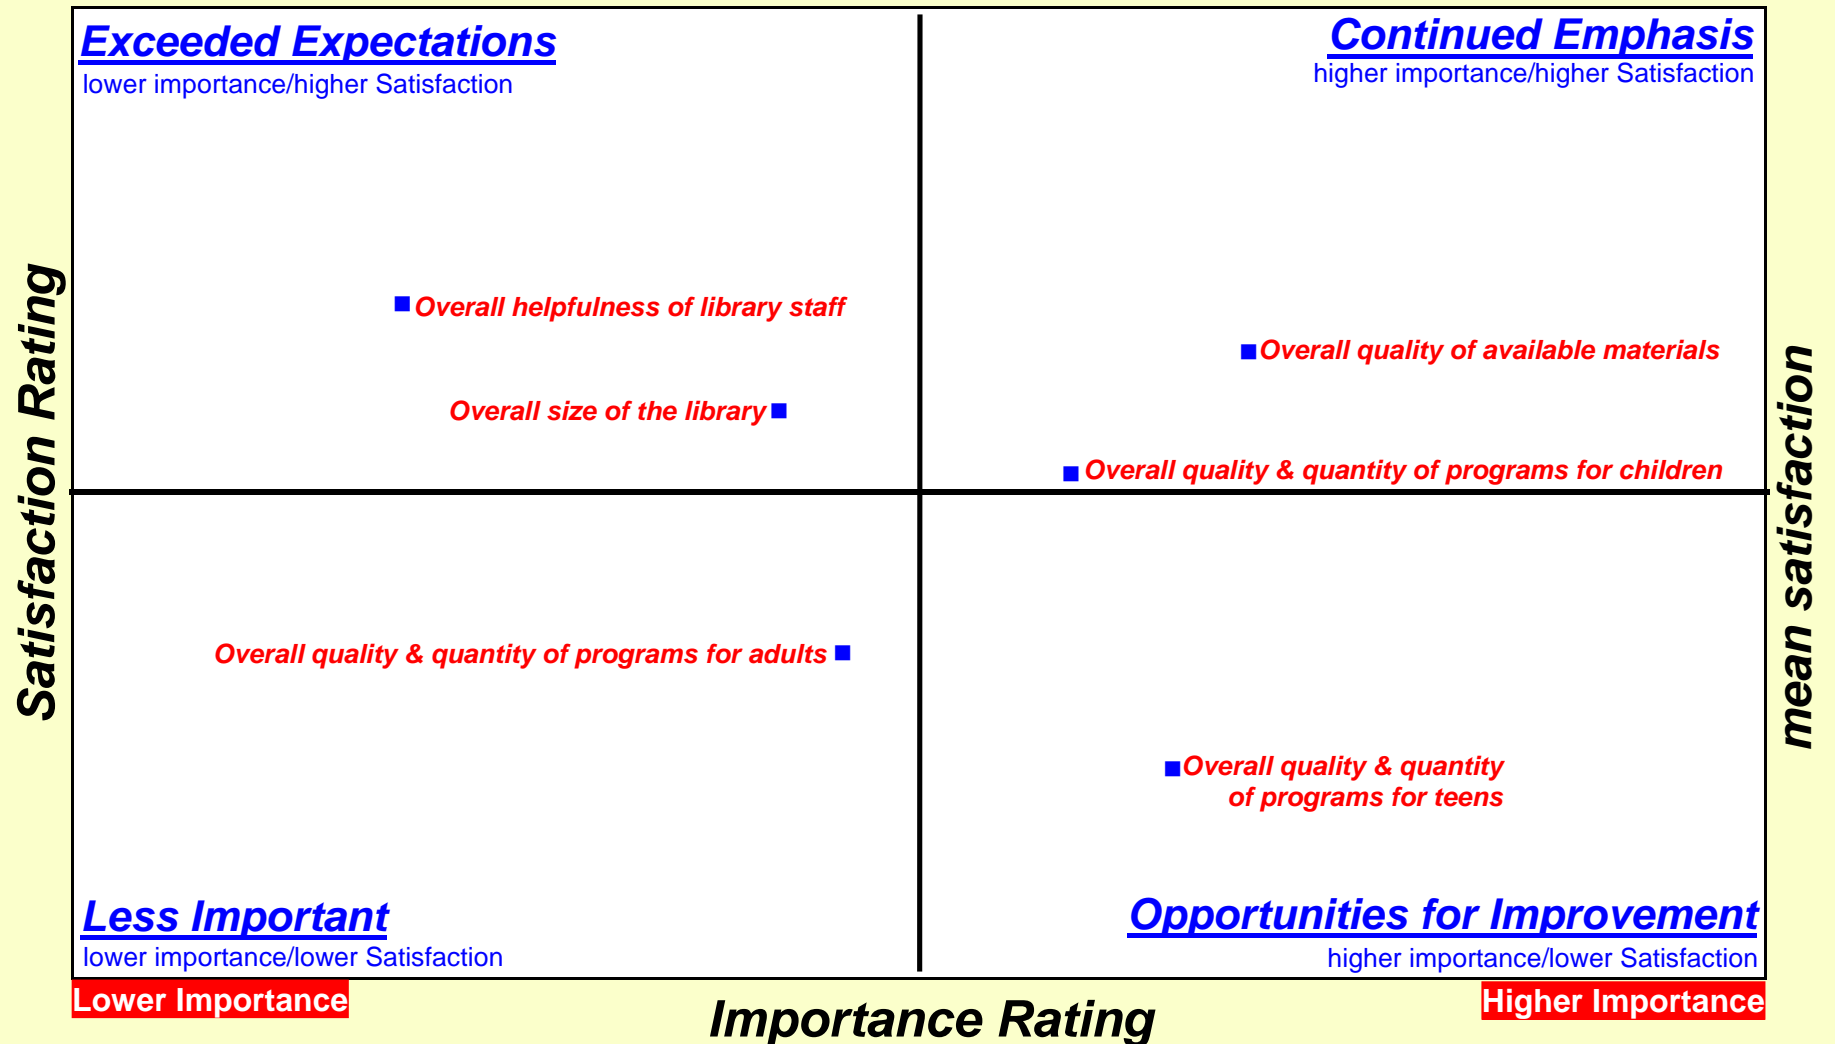 Exceeded Expectations
lower importance/higher Satisfaction
Continued Emphasis
higher importance/higher Satisfaction
Satisfaction Rating
Overall helpfulness of library staff
Overall quality of available materials
Overall size of the library
Overall quality & quantity of programs for children
mean satisfaction
Overall quality & quantity of programs for adults
Overall quality & quantity
of programs for teens
Less Important
lower importance/lower Satisfaction
Opportunities for Improvement
higher importance/lower Satisfaction
Lower Importance
Importance Rating
Higher Importance